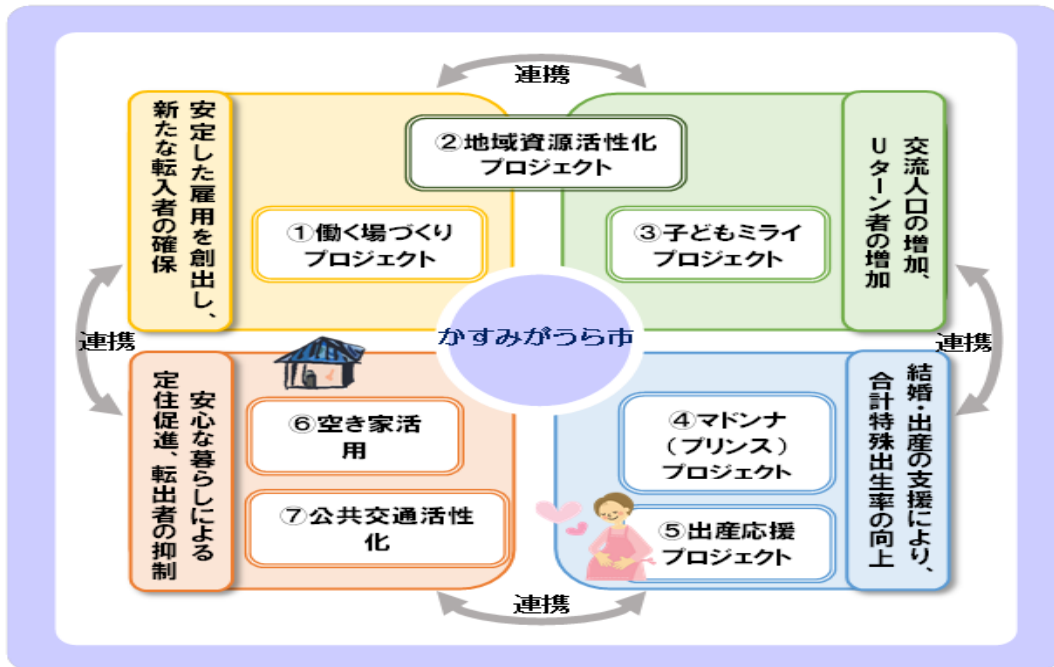 連携
安定した雇用を創出し、
新たな転入者の確保
②地域資源活性化
プロジェクト
①働く場づくり
プロジェクト
③子どもミライ
プロジェクト
交流人口の増加、
Uターン者の増加
連携
かすみがうら市
連携
安心な暮らしによる
定住促進、転出者の抑制
⑥空き家活
用
⑦公共交通活性
化
④マドンナ
(プリンス)
プロジェクト
⑤出産応援
プロジェクト
結婚・出産の支援により、
合計特殊出生率の向上
連携